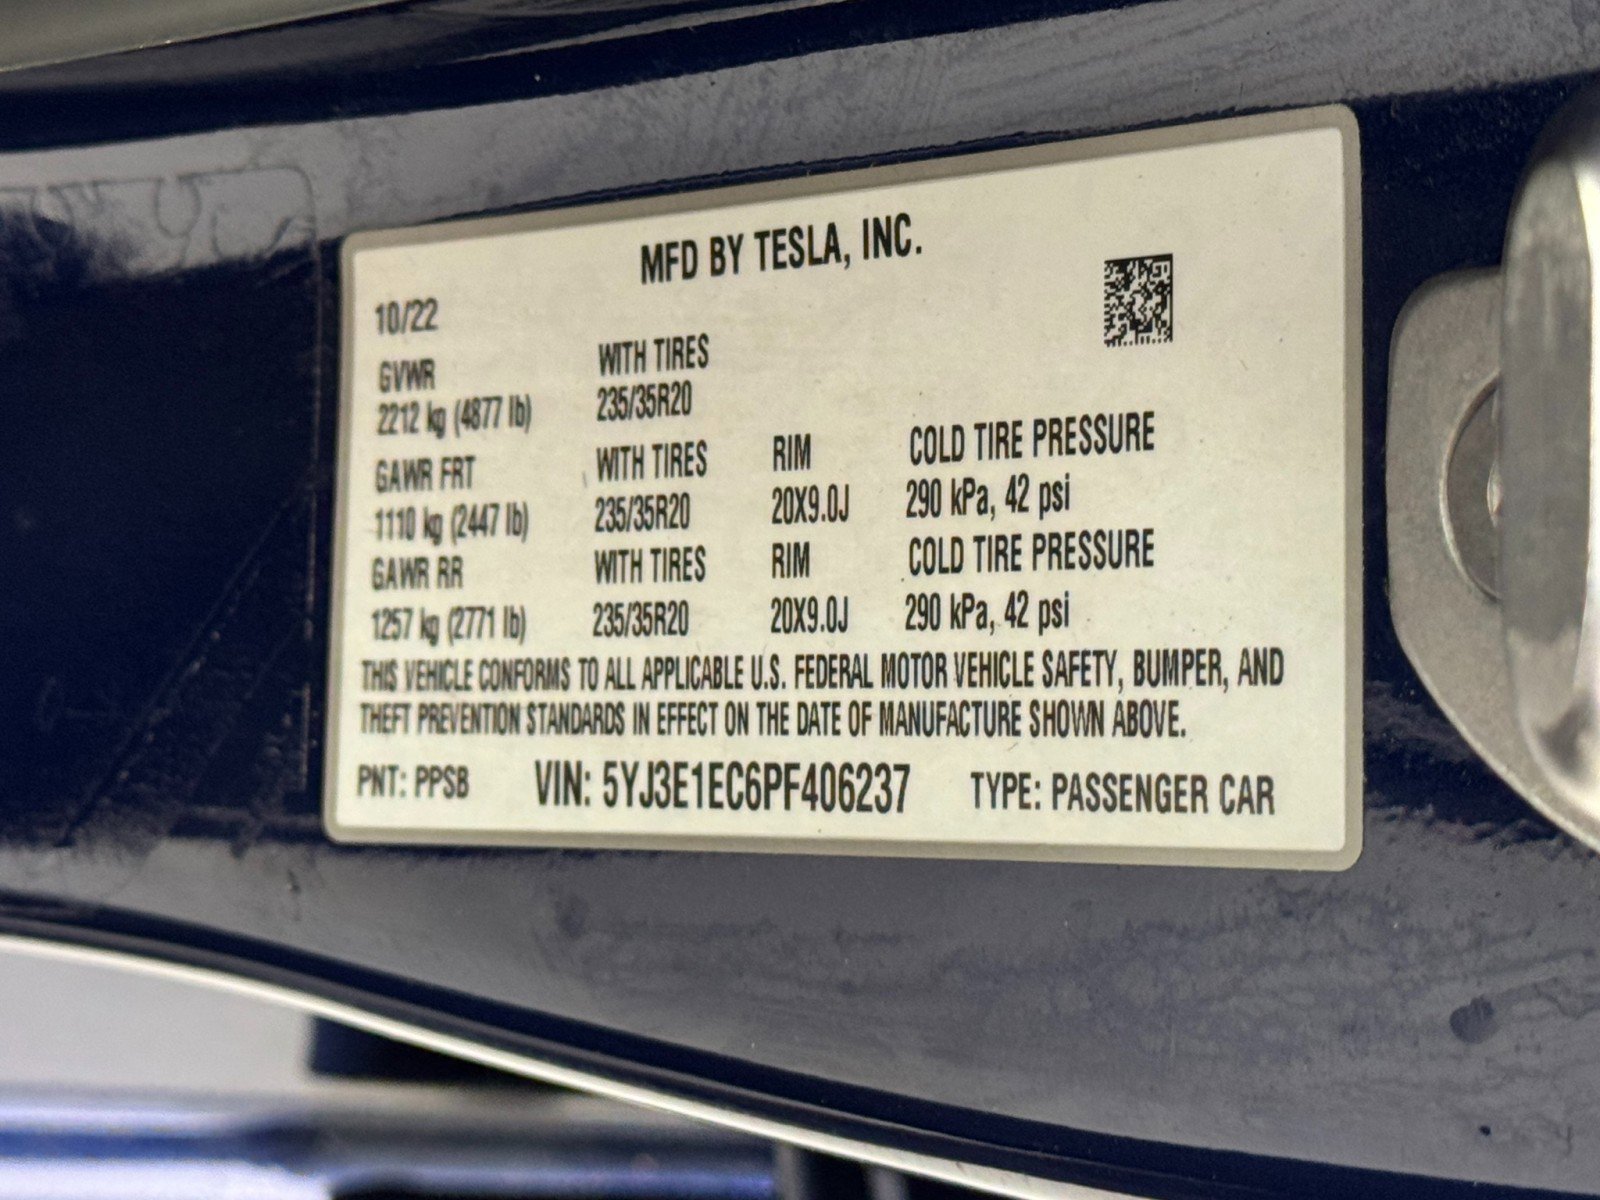 MFD BY TESLA, INC.
10/22
GVWR WITH TIRES
2212 kg (4877 lb) 235/35R20
GAWR FRT WITH TIRES RIM COLD TIRE PRESSURE
1110 kg (2447 lb) 235/35R20 20X9.0J 290 kPa, 42 psi
GAWR RR WITH TIRES RIM COLD TIRE PRESSURE
1257 kg (2771 lb) 235/35R20 20X9.0J 290 kPa, 42 psi
THIS VEHICLE CONFORMS TO ALL APPLICABLE U.S. FEDERAL MOTOR VEHICLE SAFETY, BUMPER, AND
THEFT PREVENTION STANDARDS IN EFFECT ON THE DATE OF MANUFACTURE SHOWN ABOVE.
PNT: PPSB VIN: 5YJ3E1EC6PF406237 TYPE: PASSENGER CAR